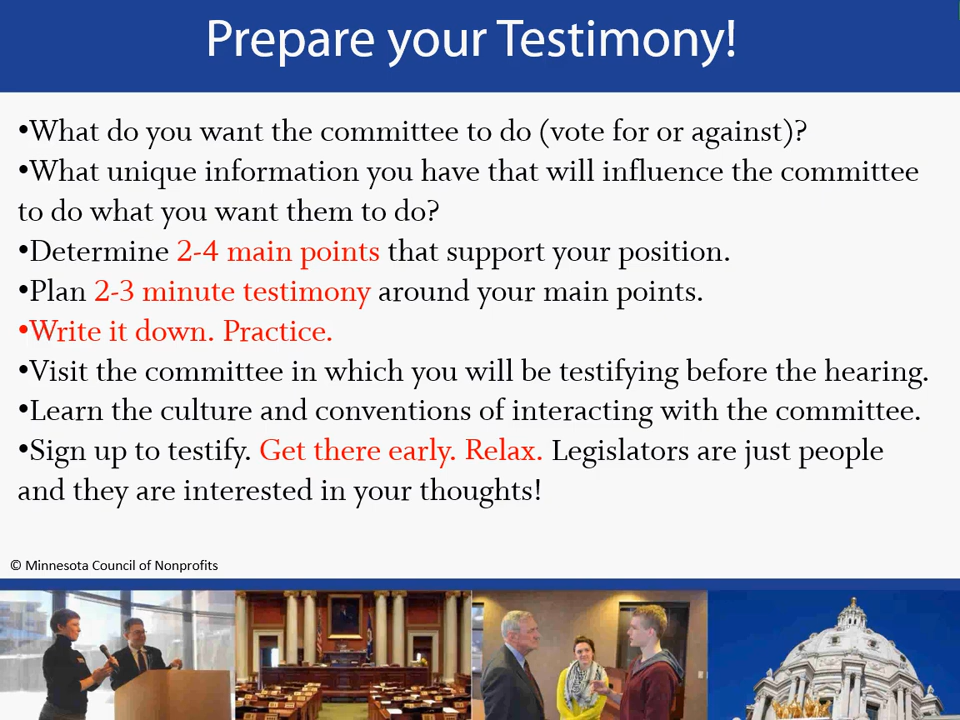 Prepare your Testimony!
•What do you want the committee to do (vote for or against)?
•What unique information you have that will influence the committee
to do what you want them to do?
•Determine 2-4 main points that support your position.
•Plan 2-3 minute testimony around your main points.
•Write it down. Practice.
•Visit the committee in which you will be testifying before the hearing.
•Learn the culture and conventions of interacting with the committee.
•Sign up to testify. Get there early. Relax. Legislators are just people
and they are interested in your thoughts!
© Minnesota Council of Nonprofits